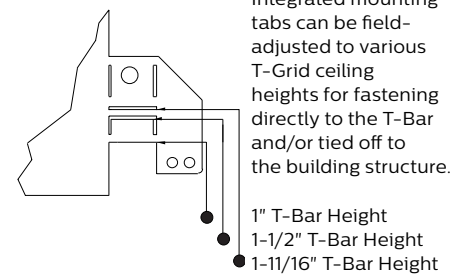 Integrated mounting
tabs can be field-
adjusted to various
T-Grid ceiling
heights for fastening
directly to the T-Bar
and/or tied off to
the building structure.
1" T-Bar Height
1-1/2" T-Bar Height
1-11/16" T-Bar Height